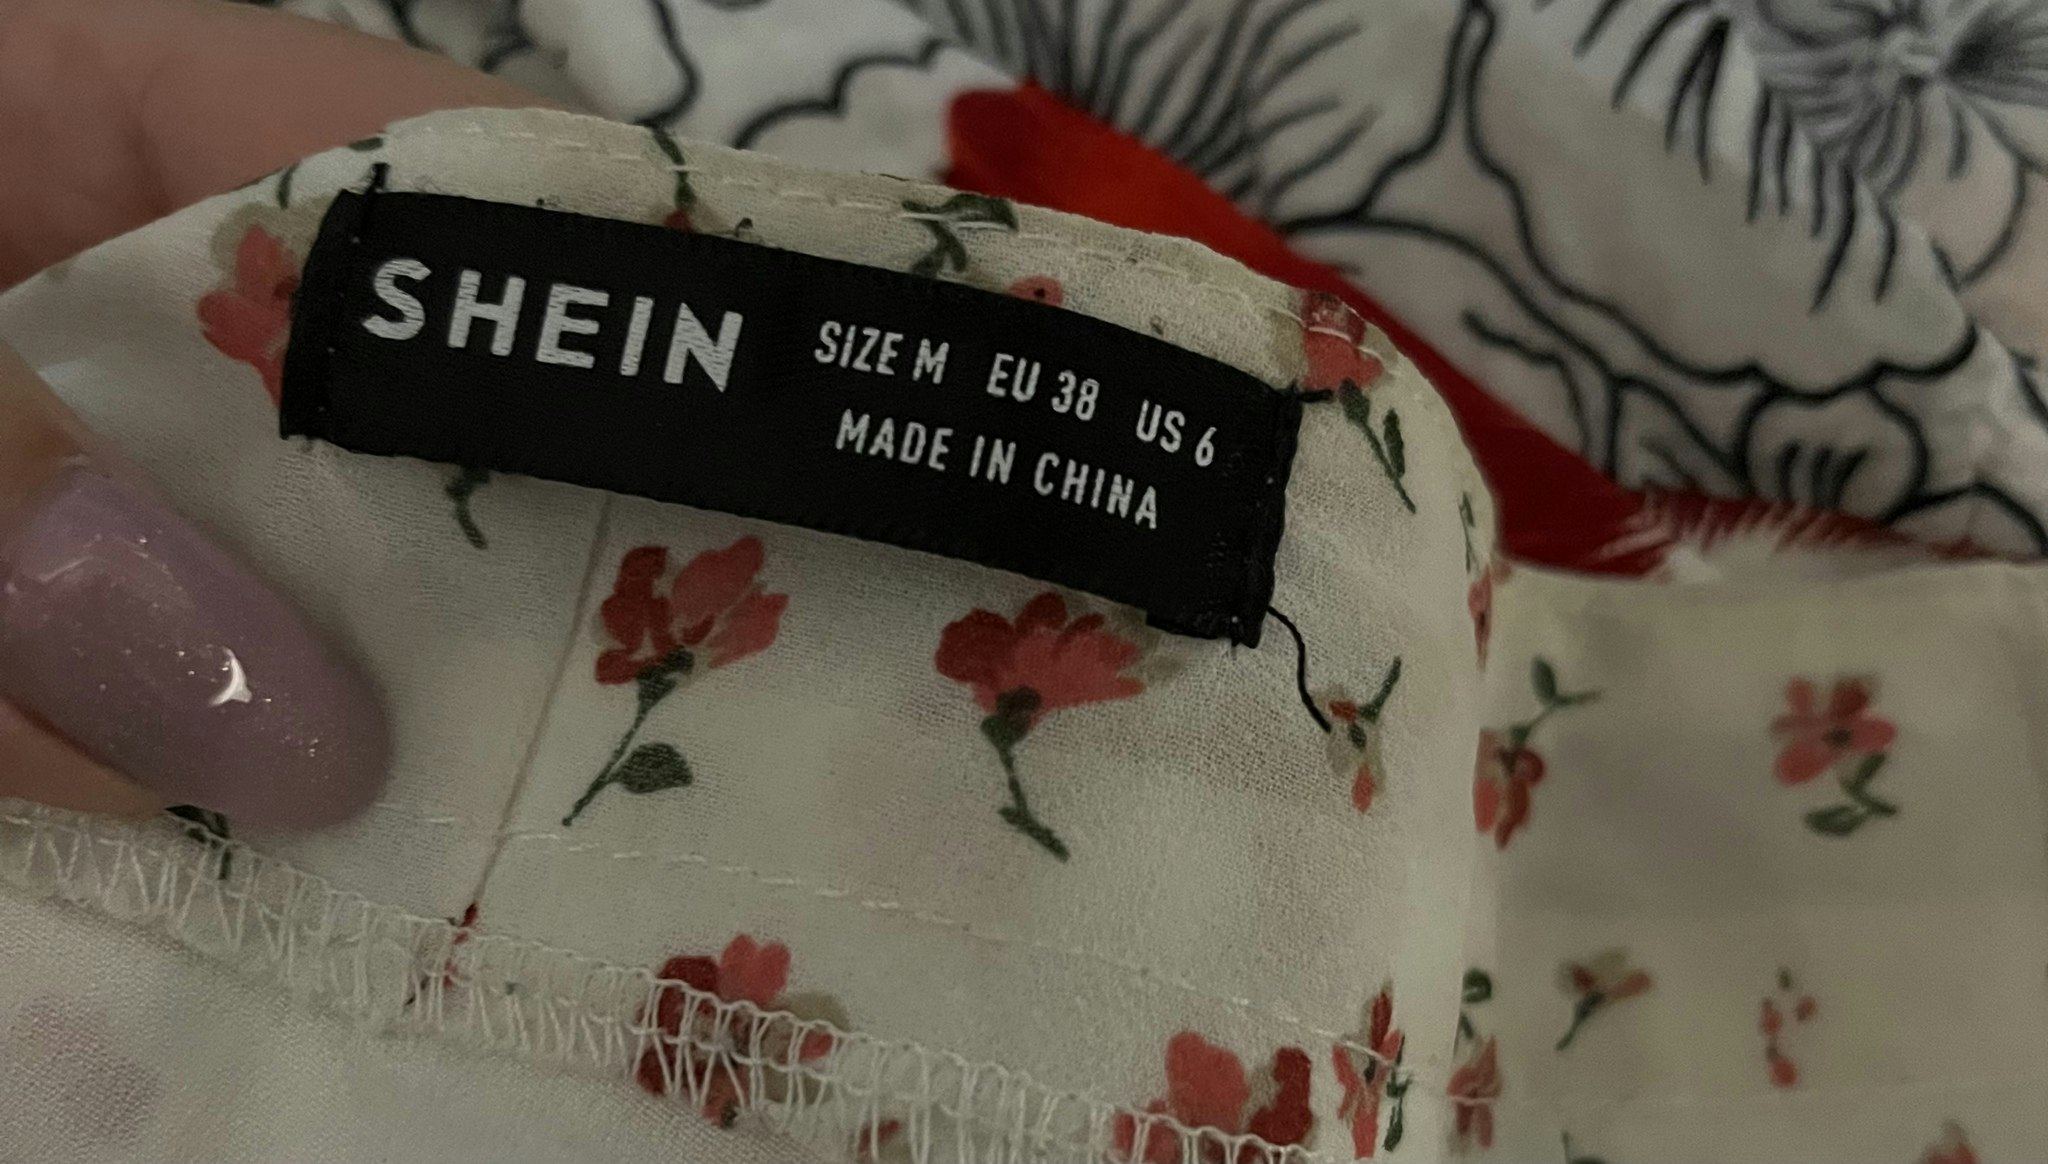 SHEIN SIZE M EU 38 US 6
MADE IN CHINA